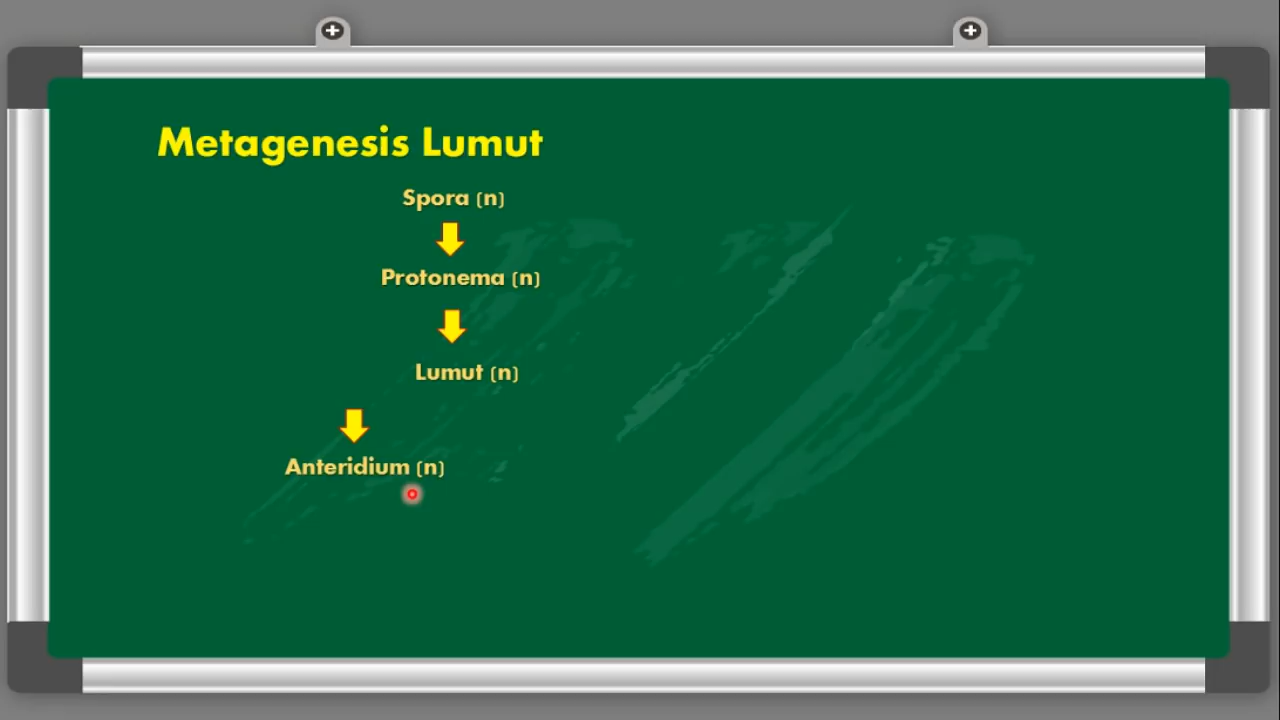 Metagenesis Lumut
Spora (n)
Protonema (n)
Lumut (n)
Anteridium (n)